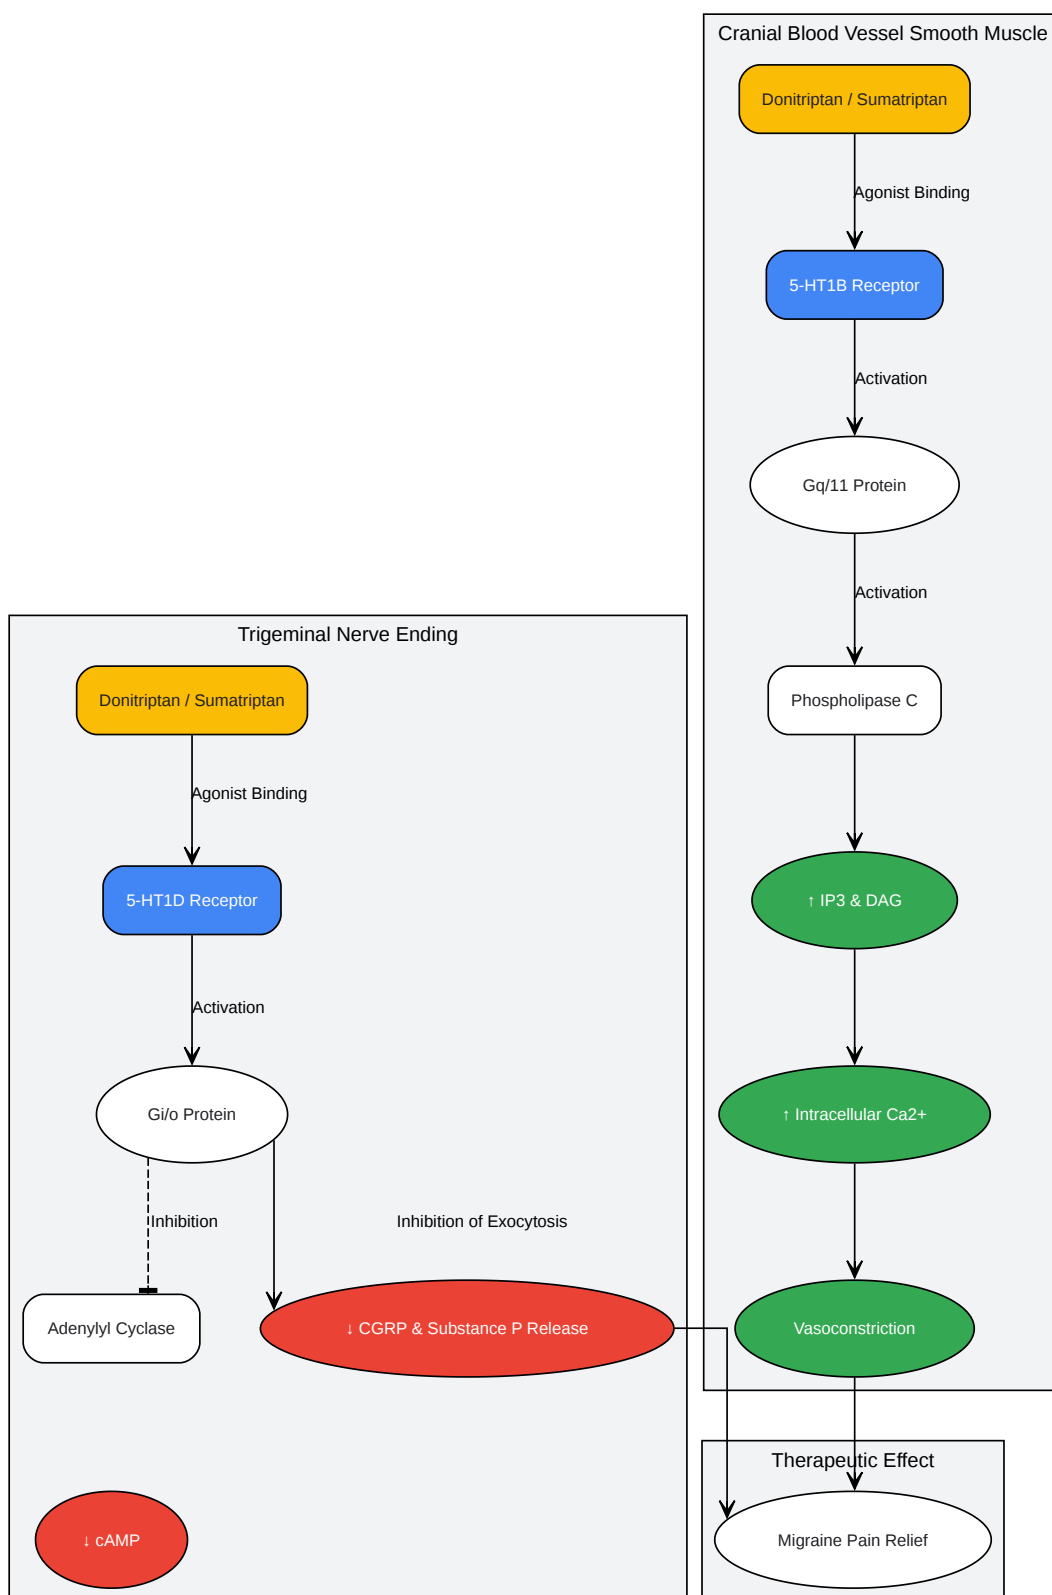 Cranial Blood Vessel Smooth Muscle
Donitriptan / Sumatriptan
Agonist Binding
5-HT1B Receptor
Activation
Gq/11 Protein
Activation
Phospholipase C
↑ IP3 & DAG
↑ Intracellular Ca2+
Vasoconstriction
Trigeminal Nerve Ending
Donitriptan / Sumatriptan
Agonist Binding
5-HT1D Receptor
Activation
Gi/o Protein
Inhibition
Inhibition of Exocytosis
Adenylyl Cyclase
↓ CGRP & Substance P Release
↓ cAMP
Therapeutic Effect
Migraine Pain Relief